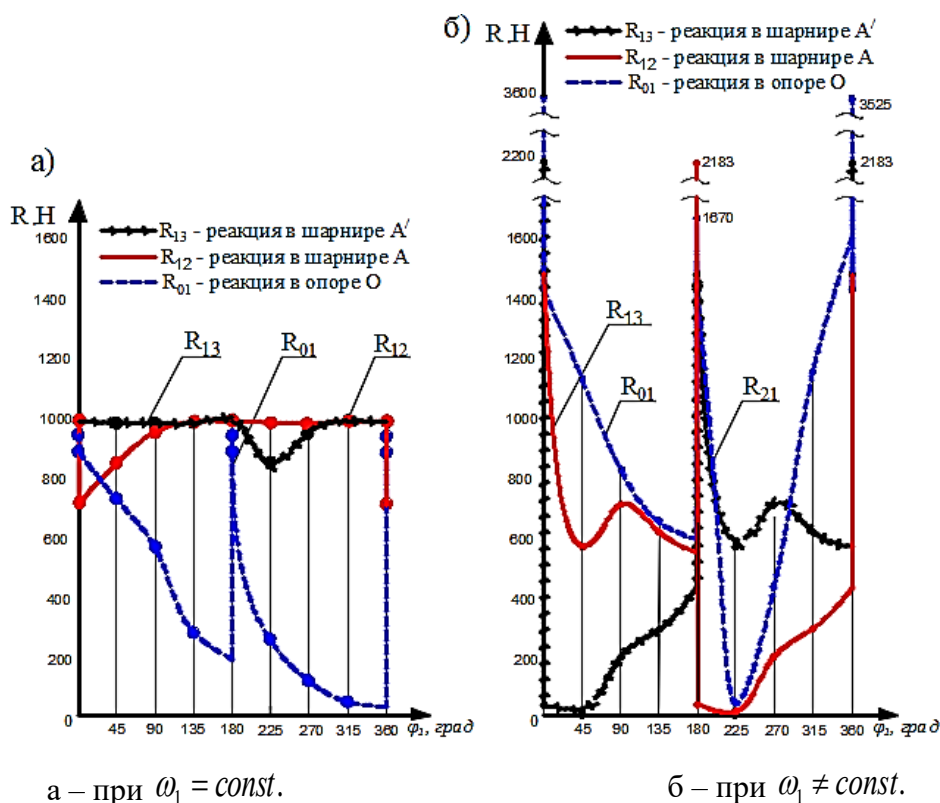 а)
R,Н
R₁₃ - реакция в шарнире А/
R₁₂ - реакция в шарнире А
R₀₁ - реакция в опоре О
1600
1400
1200
1000
800
600
400
200
0
R₁₃
R₀₁
R₁₂
45 90 135 180 225 270 315 360 φ₁, град
а – при ω₁ = const.
б)
R,Н
R₁₃ - реакция в шарнире А/
R₁₂ - реакция в шарнире А
R₀₁ - реакция в опоре О
3600
3525
2200
2183
2183
1670
1600
1400
1200
1000
800
600
400
200
0
R₁₃
R₀₁
R₂₁
45 90 135 180 225 270 315 360 φ₁, град
б – при ω₁ ≠ const.